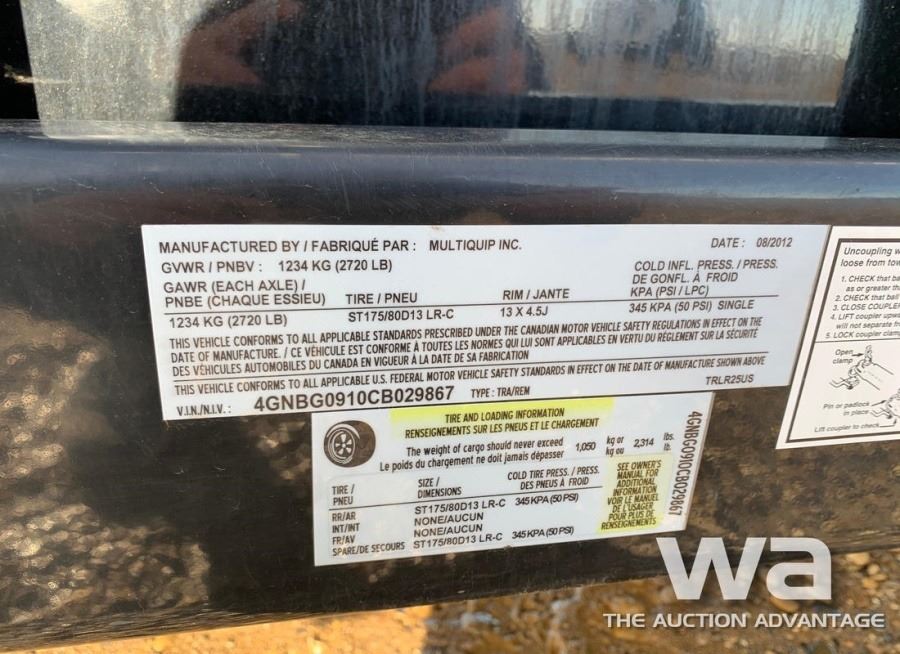 MANUFACTURED BY / FABRIQUÉ PAR : MULTIQUIP INC. DATE : 08/2012
GVWR / PNBV : 1234 KG (2720 LB)
GAWR (EACH AXLE) /
PNBE (CHAQUE ESSIEU) TIRE / PNEU RIM / JANTE
COLD INFL. PRESS. / PRESS.
DE GONFL. À FROID
KPA (PSI / LPC)
1234 KG (2720 LB) ST175/80D13 LR-C 13 X 4.5J 345 KPA (50 PSI) SINGLE
THIS VEHICLE CONFORMS TO ALL APPLICABLE STANDARDS PRESCRIBED UNDER THE CANADIAN MOTOR VEHICLE SAFETY REGULATIONS IN EFFECT ON THE
DATE OF MANUFACTURE. / CE VÉHICULE EST CONFORME À TOUTES LES NORMES QUI LUI SONT APPLICABLES EN VERTU DU RÈGLEMENT SUR LA SÉCURITÉ
DES VÉHICULES AUTOMOBILES DU CANADA EN VIGUEUR À LA DATE DE SA FABRICATION
THIS VEHICLE CONFORMS TO ALL APPLICABLE U.S. FEDERAL MOTOR VEHICLE SAFETY STANDARDS IN EFFECT ON THE DATE OF MANUFACTURE SHOWN ABOVE
V.I.N./N.I.V. : 4GNBG0910CB029867 TYPE : TRA/REM TRLR25US
TIRE AND LOADING INFORMATION
RENSEIGNEMENTS SUR LES PNEUS ET LE CHARGEMENT
The weight of cargo should never exceed
Le poids du chargement ne doit jamais dépasser
1,050 kg or
kg ou
2,314 lbs.
lb.
TIRE /
PNEU
SIZE /
DIMENSIONS
COLD TIRE PRESS. / PRESS.
DES PNEUS À FROID
RR/AR ST175/80D13 LR-C 345 KPA (50 PSI)
INT/INT NONE/AUCUN
FR/AV NONE/AUCUN
SPARE/DE SECOURS ST175/80D13 LR-C 345 KPA (50 PSI)
SEE OWNER'S
MANUAL FOR
ADDITIONAL
INFORMATION
VOIR LE MANUEL
DE L'USAGER
POUR PLUS DE
RENSEIGNEMENTS
4GNBG0910CB029867
Uncoupling w
loose from tow
1. CHECK that ba
as or greater tha
2. CHECK that ball
3. CLOSE COUPLER
4. LIFT coupler upwa
will not separate fr
5. LOCK coupler clamp
Open
clamp
Pin or padlock
in place
Lift coupler to check
wa
THE AUCTION ADVANTAGE